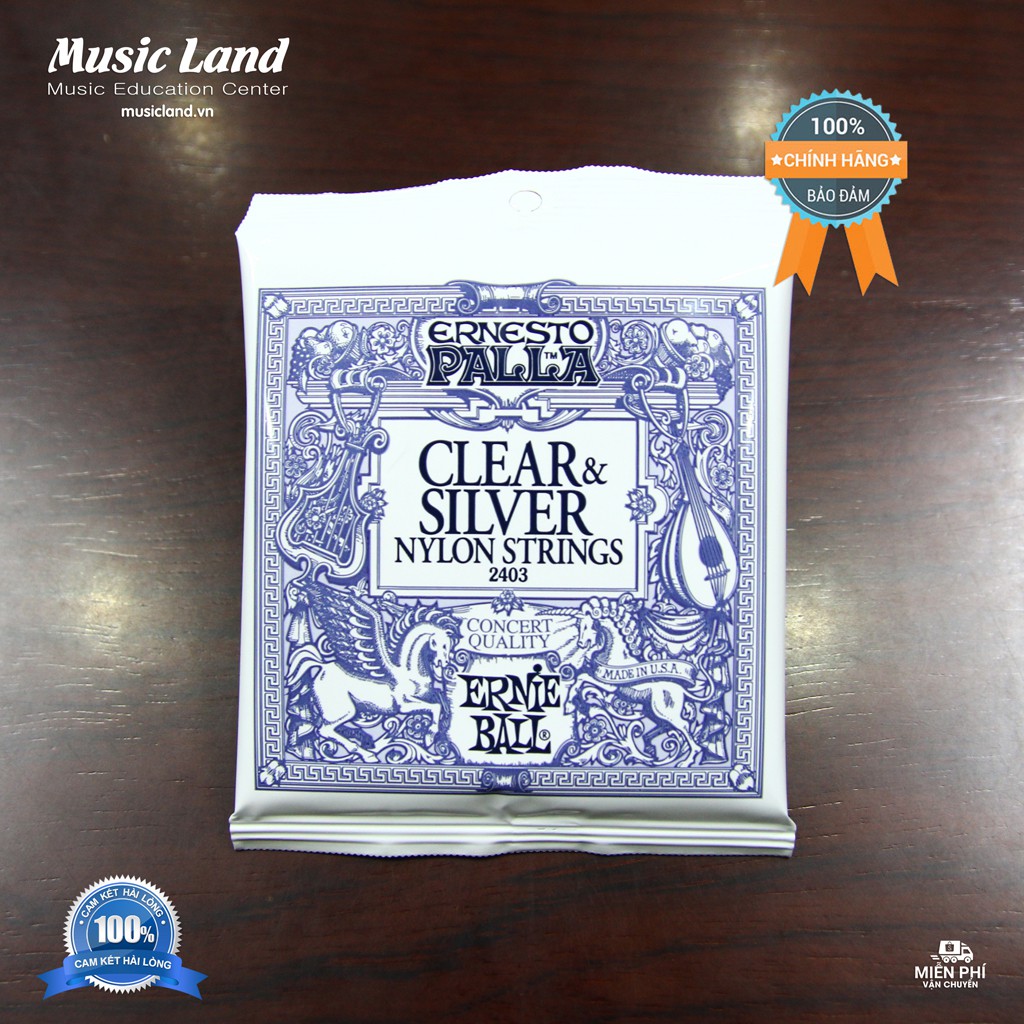 Music Land
Music Education Center
musicland.vn
100%
CHÍNH HÃNG
BẢO ĐẢM
ERNESTO
PALLA™
CLEAR &
SILVER
NYLON STRINGS
2403
CONCERT
QUALITY
MADE IN U.S.A.
ERNIE
BALL®
CAM KẾT HÀI LÒNG
100%
CAM KẾT HÀI LÒNG
MIỄN PHÍ
VẬN CHUYỂN